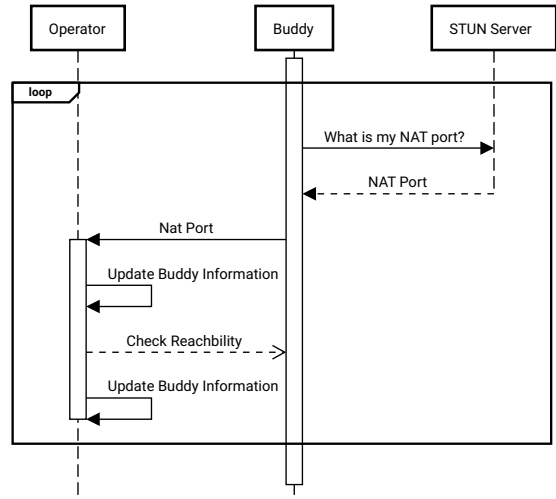 Operator
Buddy
STUN Server
loop
What is my NAT port?
NAT Port
Nat Port
Update Buddy Information
Check Reachbility
Update Buddy Information